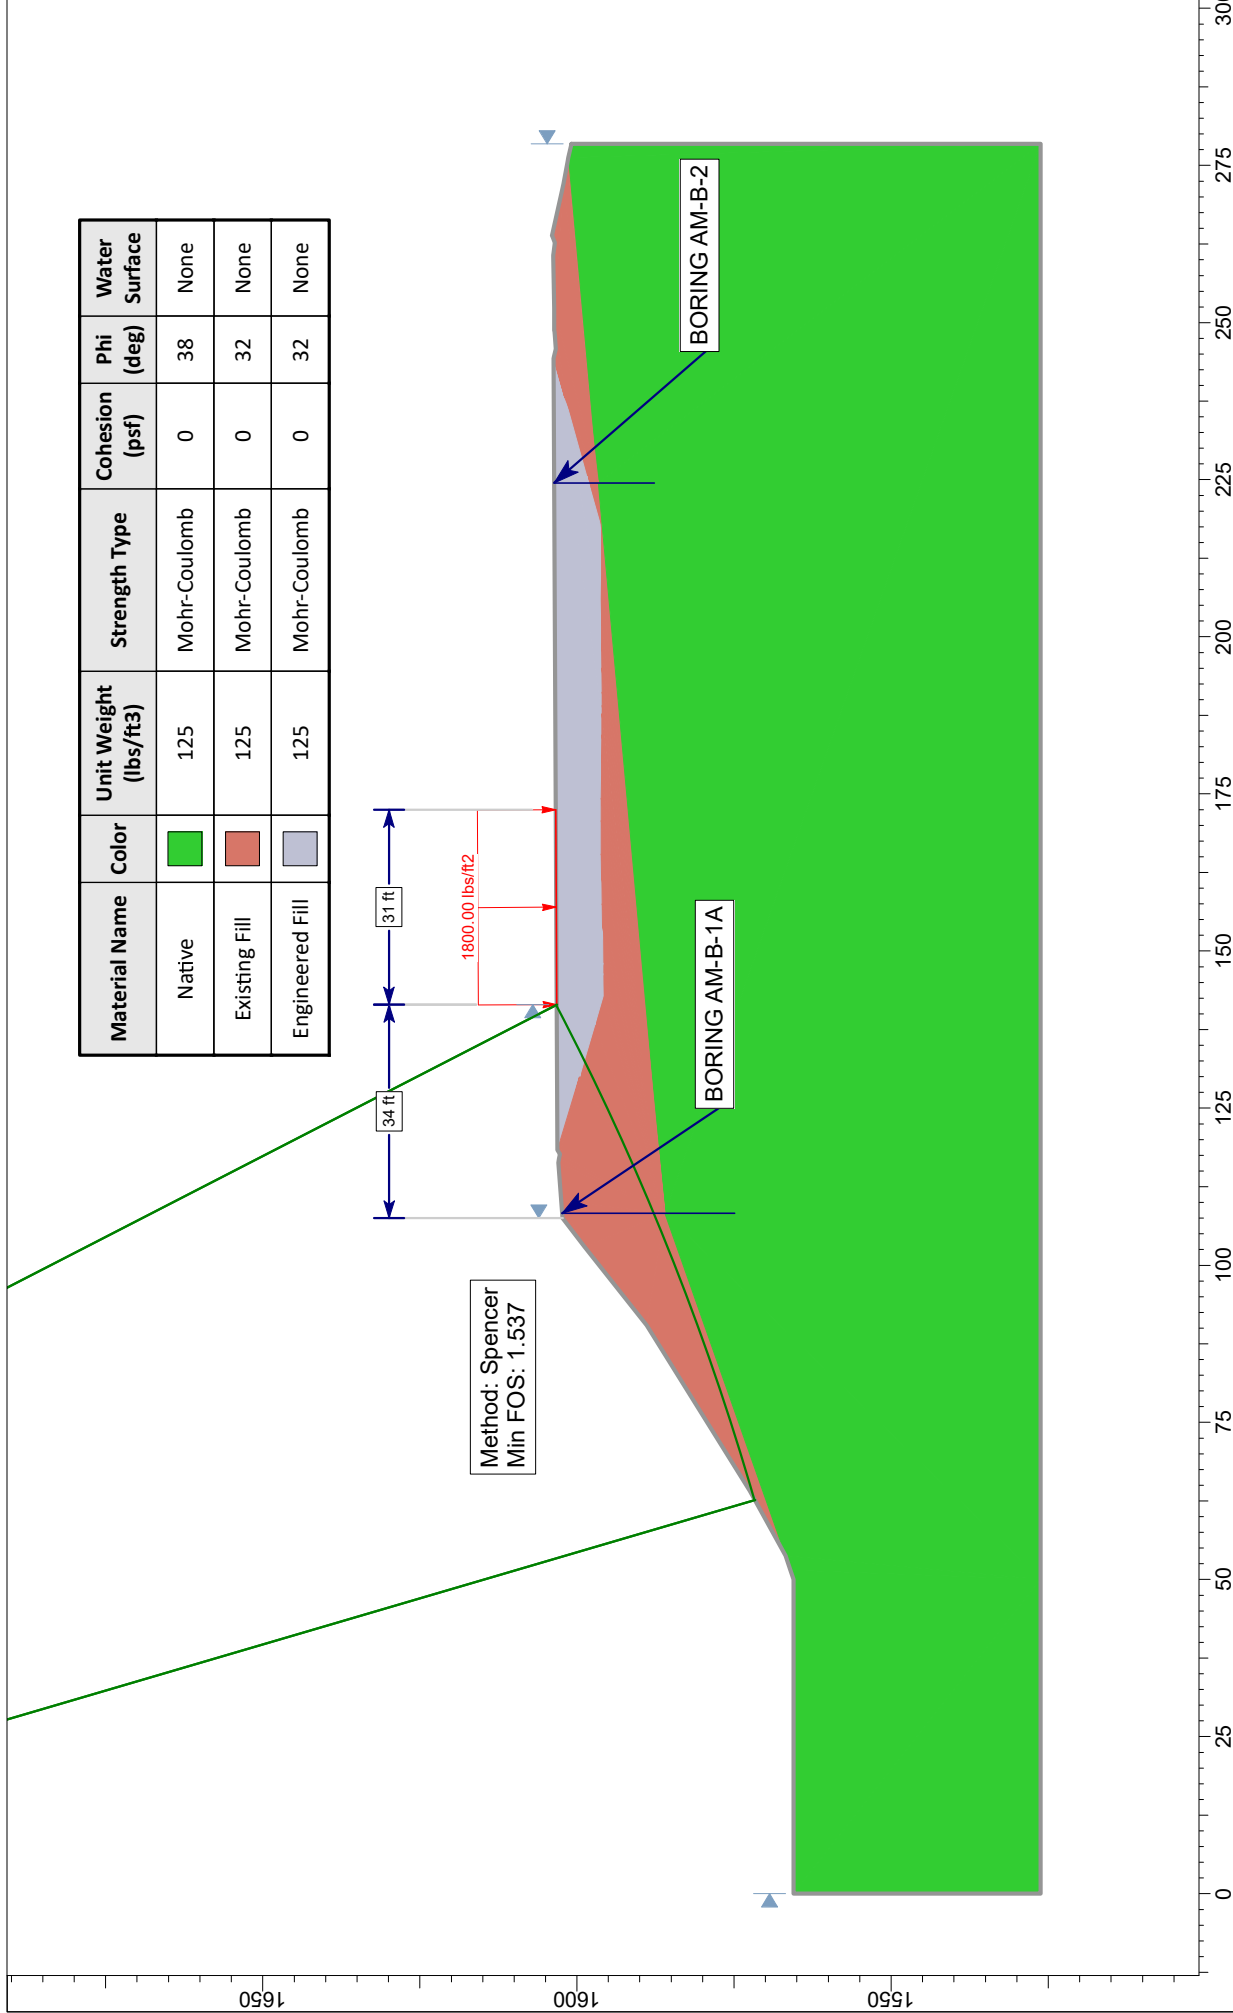 Material Name Color Unit Weight (lbs/ft3) Strength Type Cohesion (psf) Phi (deg) Water Surface
Native 125 Mohr-Coulomb 0 38 None
Existing Fill 125 Mohr-Coulomb 0 32 None
Engineered Fill 125 Mohr-Coulomb 0 32 None
34 ft
31 ft
1800.00 lbs/ft2
Method: Spencer
Min FOS: 1.537
BORING AM-B-1A
BORING AM-B-2
1650
1600
1550
0 25 50 75 100 125 150 175 200 225 250 275